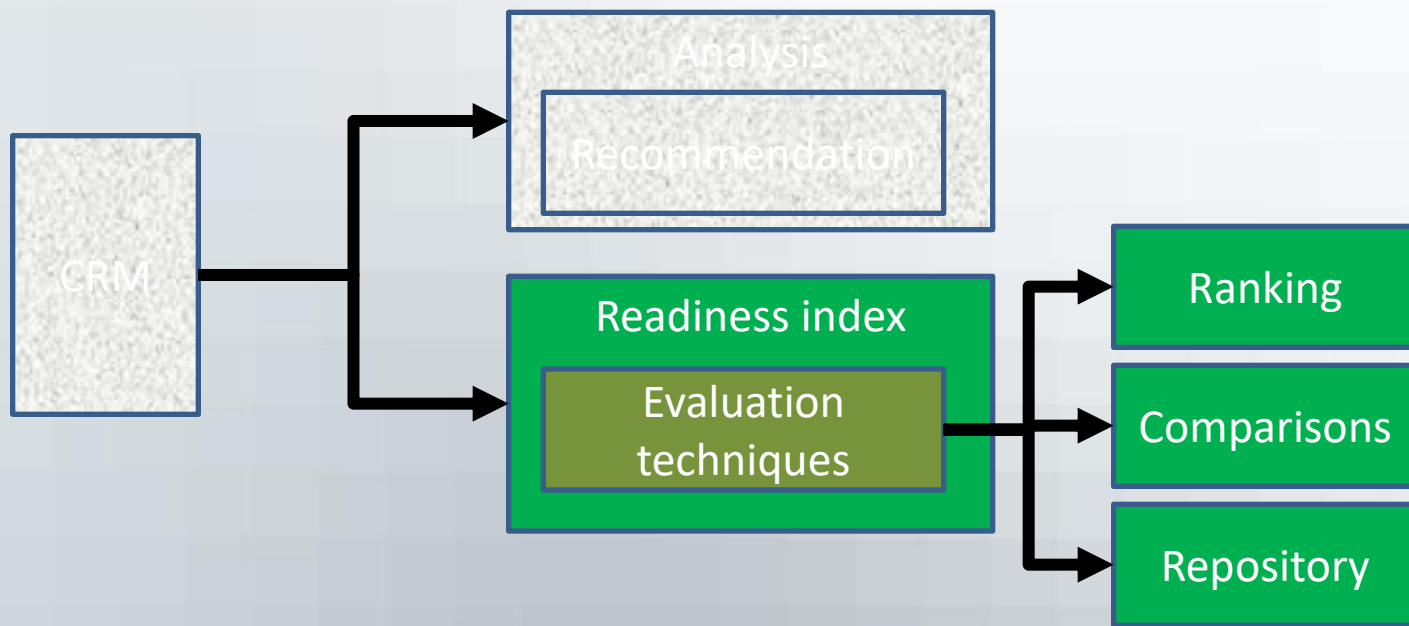 Analysis
Recommendation
CRM
Readiness index
Evaluation
techniques
Ranking
Comparisons
Repository